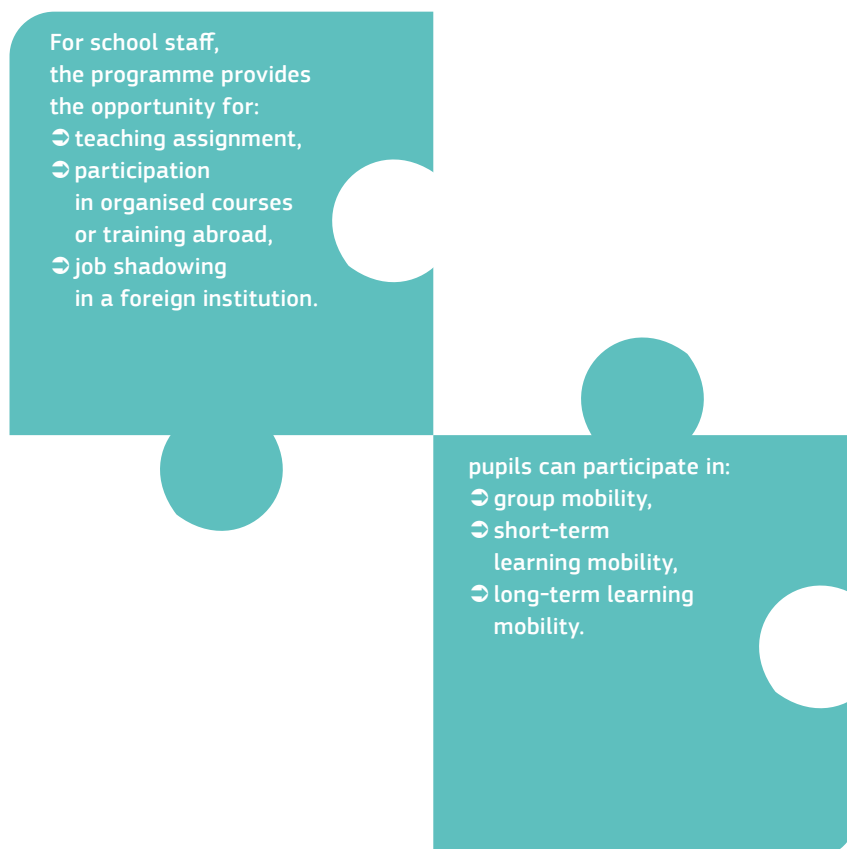 For school staff,
the programme provides
the opportunity for:
➲ teaching assignment,
➲ participation
in organised courses
or training abroad,
➲ job shadowing
in a foreign institution.
pupils can participate in:
➲ group mobility,
➲ short-term
learning mobility,
➲ long-term learning
mobility.